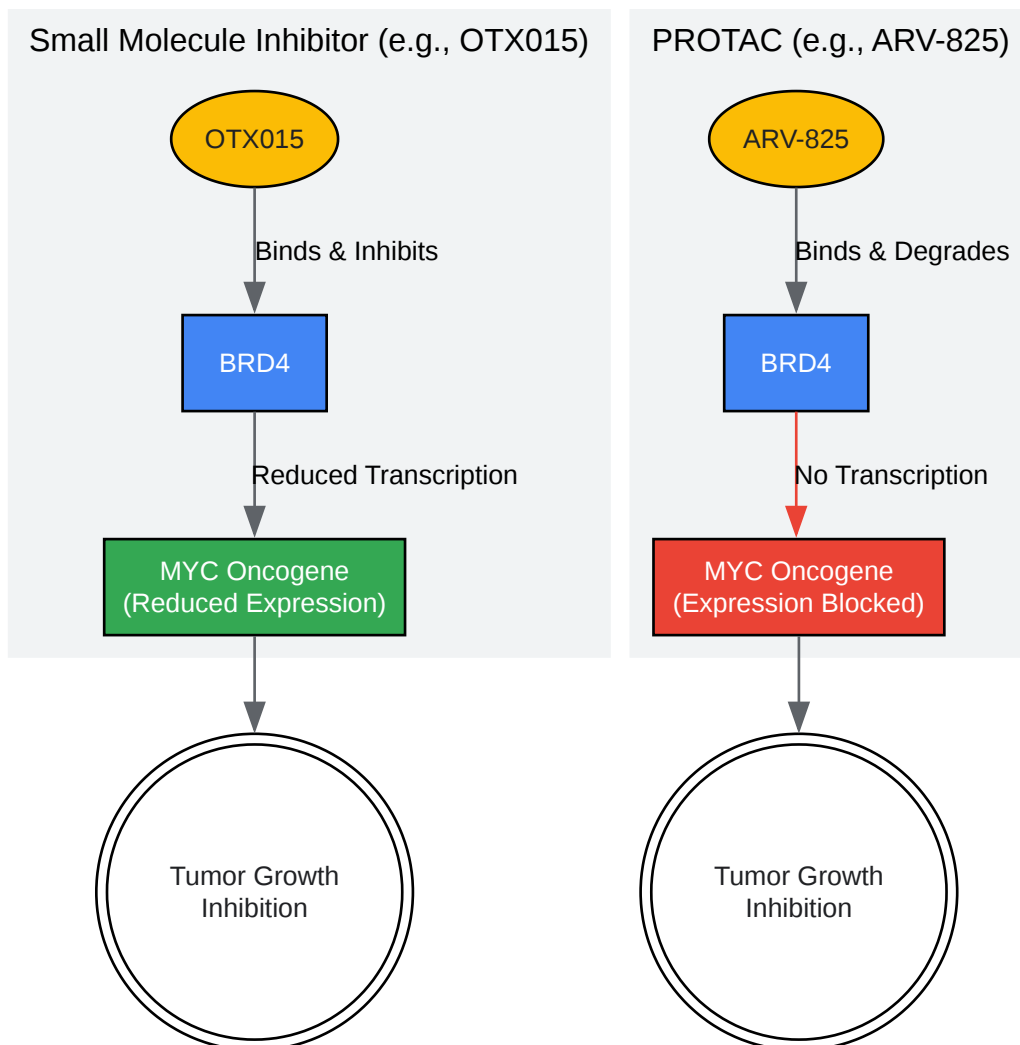 Small Molecule Inhibitor (e.g., OTX015)
OTX015
Binds & Inhibits
BRD4
Reduced Transcription
MYC Oncogene
(Reduced Expression)
Tumor Growth
Inhibition
PROTAC (e.g., ARV-825)
ARV-825
Binds & Degrades
BRD4
No Transcription
MYC Oncogene
(Expression Blocked)
Tumor Growth
Inhibition